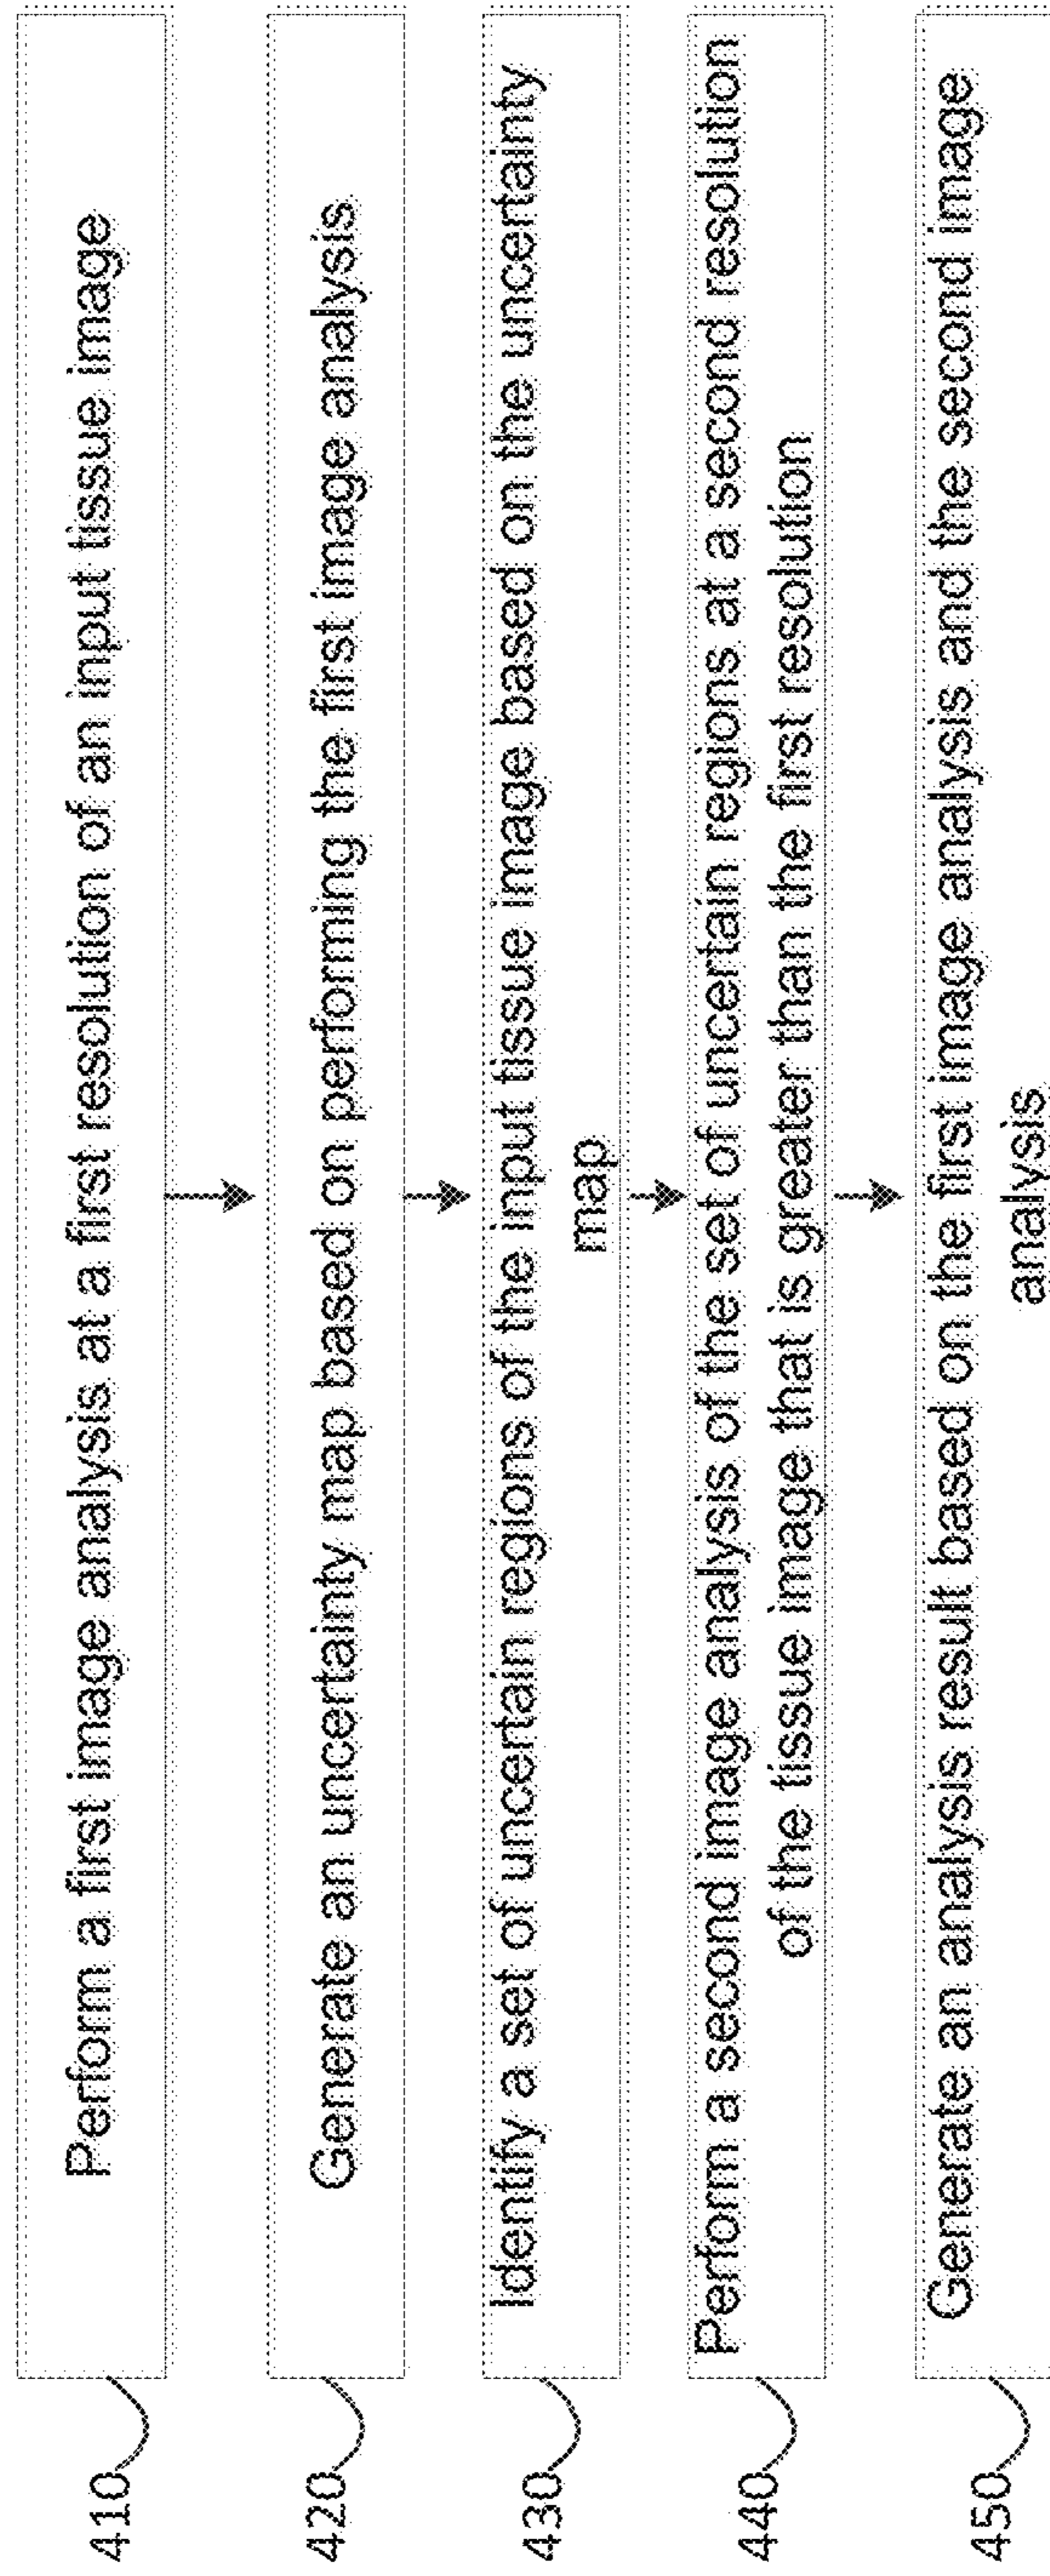 410
Perform a first image analysis at a first resolution of an input tissue image
420
Generate an uncertainty map based on performing the first image analysis
430
Identify a set of uncertain regions of the input tissue image based on the uncertainty
map
440
Perform a second image analysis of the set of uncertain regions at a second resolution
of the tissue image that is greater than the first resolution
450
Generate an analysis result based on the first image analysis and the second image
analysis